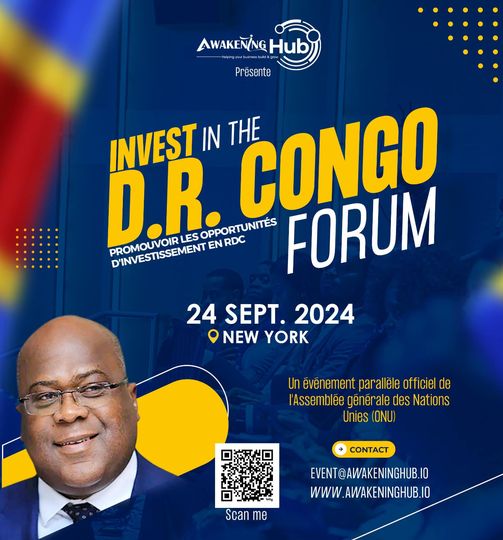 AWAKENING Hub
Helping your business build & grow
Présente
INVEST IN THE
D.R. CONGO
PROMOUVOIR LES OPPORTUNITÉS
D'INVESTISSEMENT EN RDC
FORUM
24 SEPT. 2024
NEW YORK
Un événement parallèle officiel de
l'Assemblée générale des Nations
Unies (ONU)
CONTACT
EVENT@AWAKENINGHUB.IO
WWW.AWAKENINGHUB.IO
Scan me